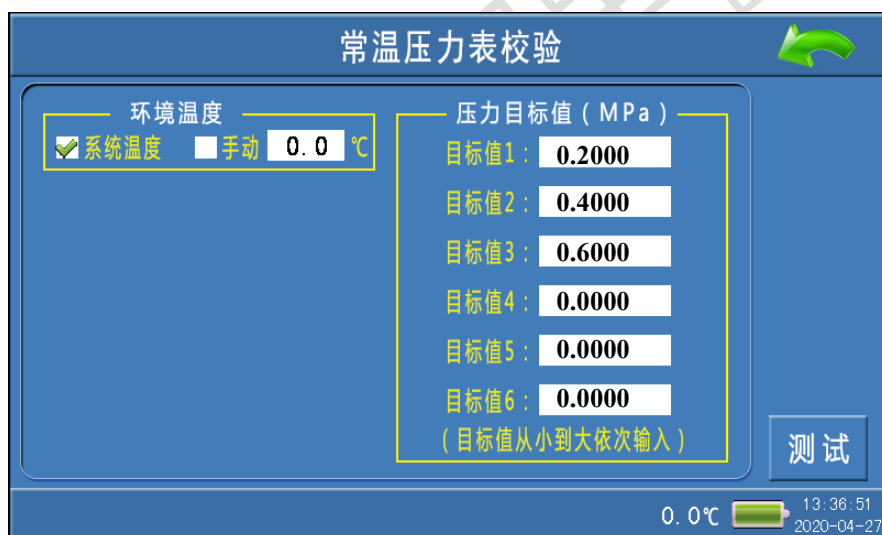 常温压力表校验
环境温度
系统温度 手动 0.0 ℃
压力目标值（MPa）
目标值1： 0.2000
目标值2： 0.4000
目标值3： 0.6000
目标值4： 0.0000
目标值5： 0.0000
目标值6： 0.0000
（目标值从小到大依次输入）
测试
0.0℃
13:36:51
2020-04-27